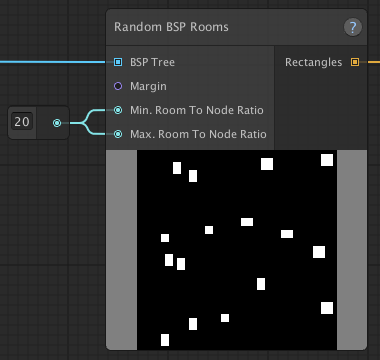 Random BSP Rooms ?
BSP Tree Rectangles
Margin
20 Min. Room To Node Ratio
Max. Room To Node Ratio